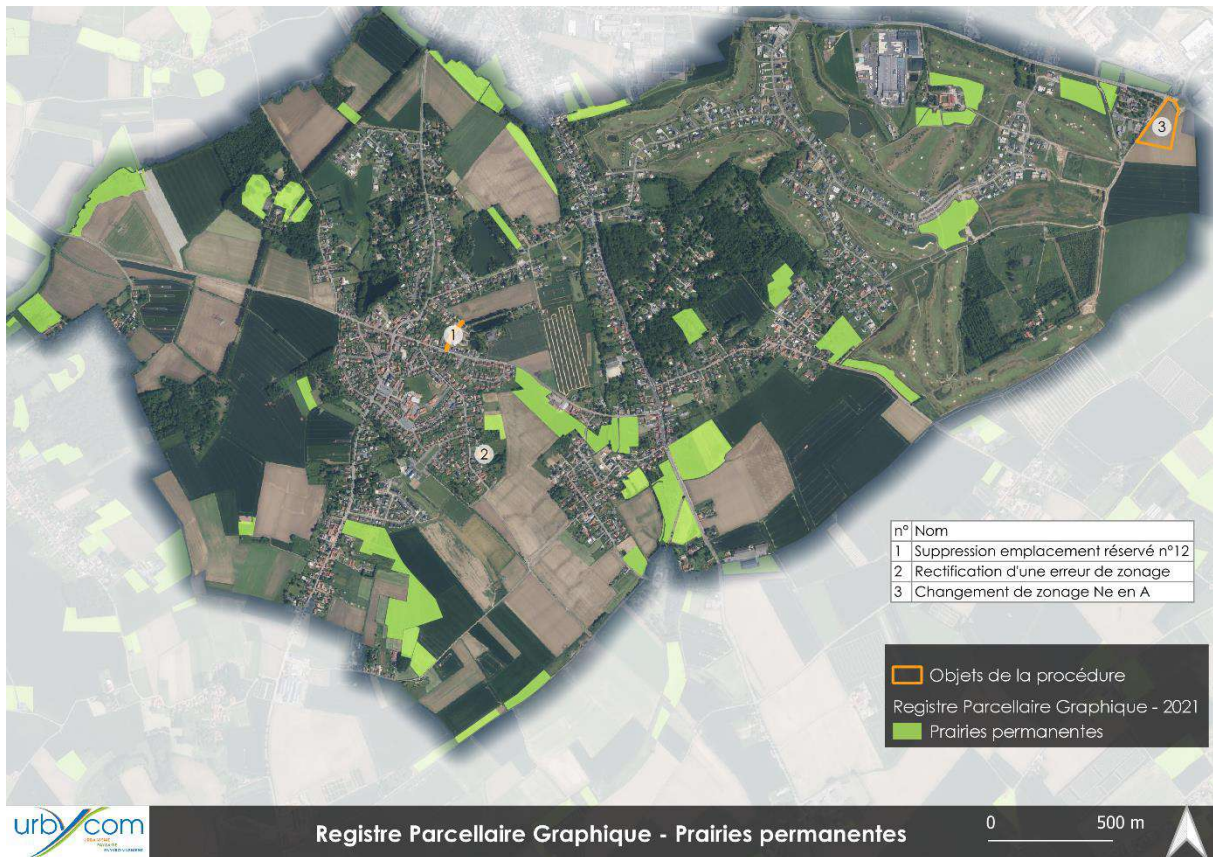 3
1
2
n° Nom
1 Suppression emplacement réservé n°12
2 Rectification d'une erreur de zonage
3 Changement de zonage Ne en A
Objets de la procédure
Registre Parcellaire Graphique - 2021
Prairies permanentes
urbycom
Registre Parcellaire Graphique - Prairies permanentes
0 500 m